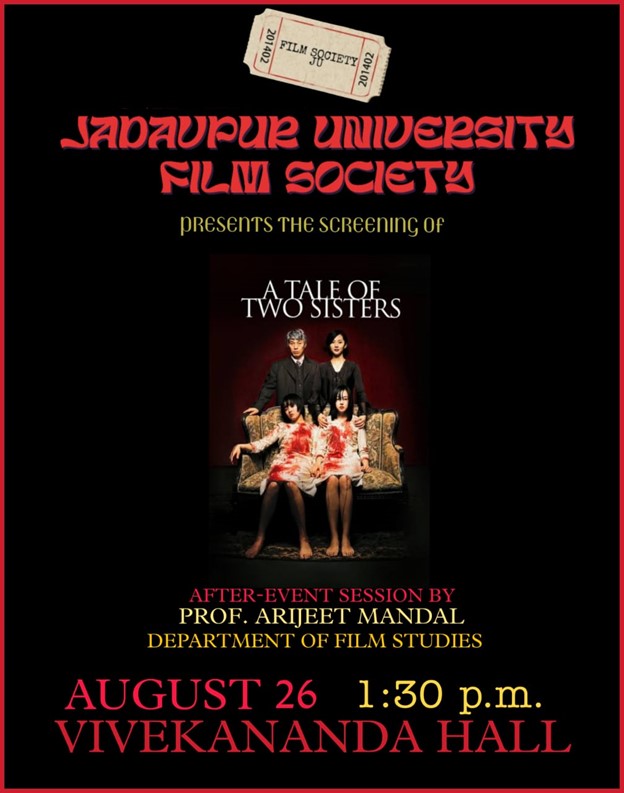 201402
FILM SOCIETY
JU
201402
JADAVPUR UNIVERSITY
FILM SOCIETY
PRESENTS THE SCREENING OF
A TALE OF
TWO SISTERS
AFTER-EVENT SESSION BY
PROF. ARIJEET MANDAL
DEPARTMENT OF FILM STUDIES
AUGUST 26 1:30 p.m.
VIVEKANANDA HALL